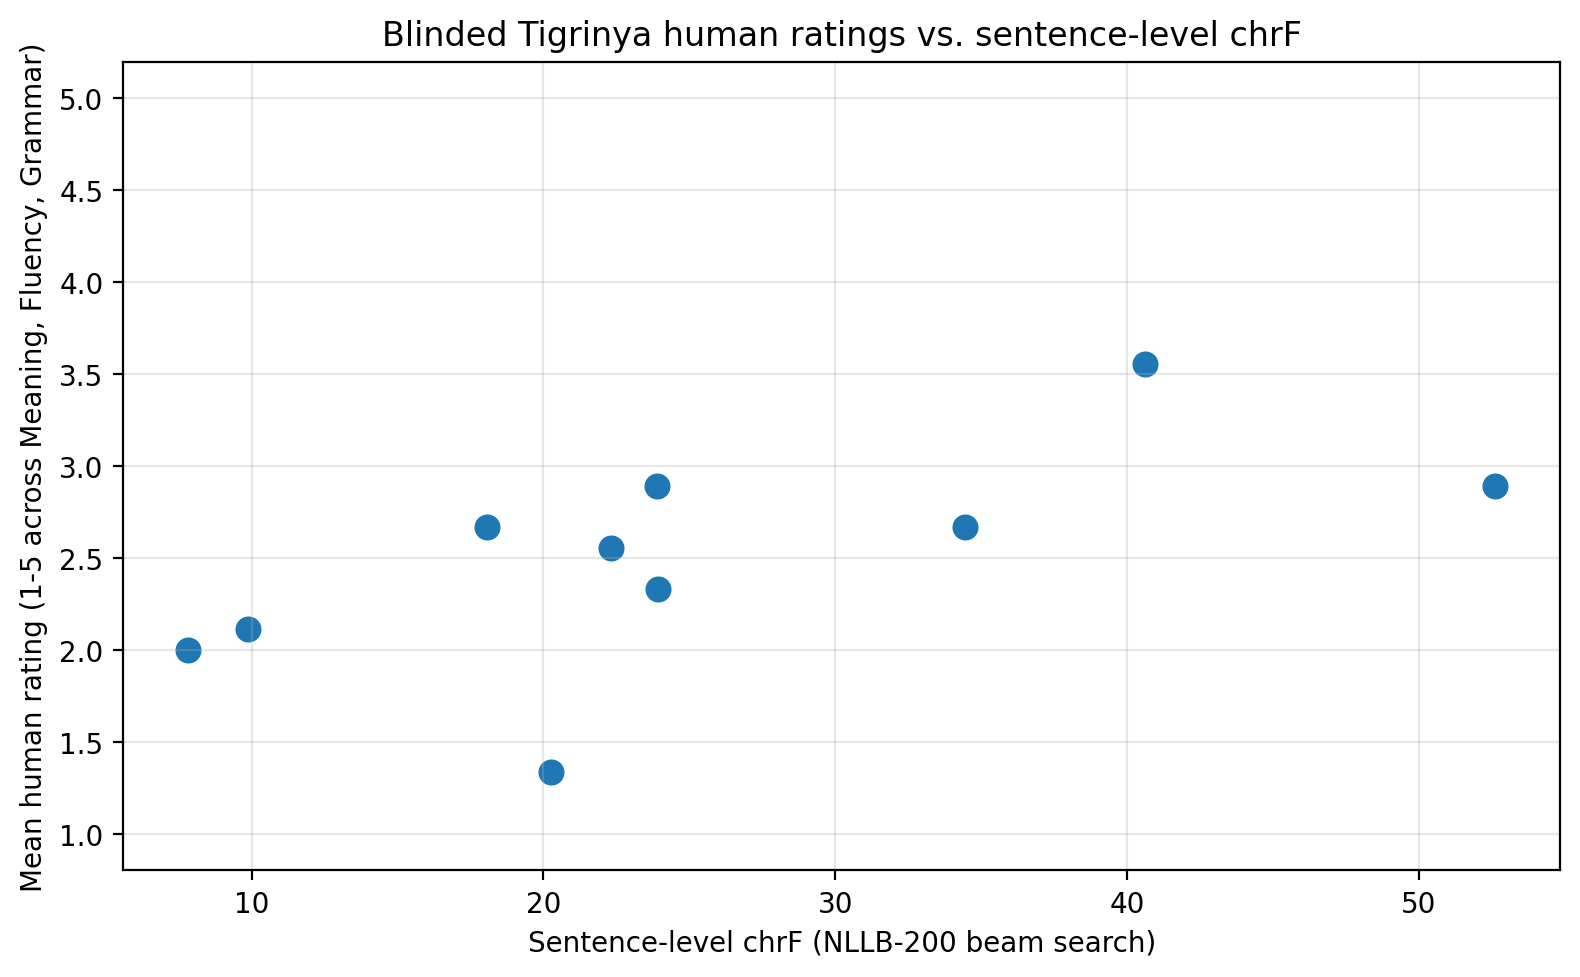 Blinded Tigrinya human ratings vs. sentence-level chrF
Mean human rating (1-5 across Meaning, Fluency, Grammar)
5.0
4.5
4.0
3.5
3.0
2.5
2.0
1.5
1.0
10 20 30 40 50
Sentence-level chrF (NLLB-200 beam search)